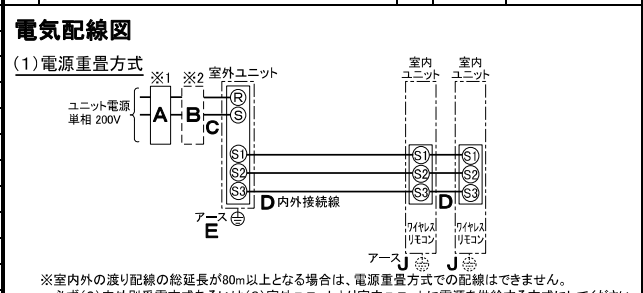 電気配線図
(1)電源重畳方式
※1 ※2 室外ユニット
室内ユニット 室内ユニット
ユニット電源
単相 200V
A B C
R
S
S1 S1 S1
S2 S2 S2
S3 S3 S3
D 内外接続線 D
アース
E
ワイヤレスリモコン ワイヤレスリモコン
アース J J
※室内外の渡り配線の総延長が80m以上となる場合は、電源重畳方式での配線はできません。